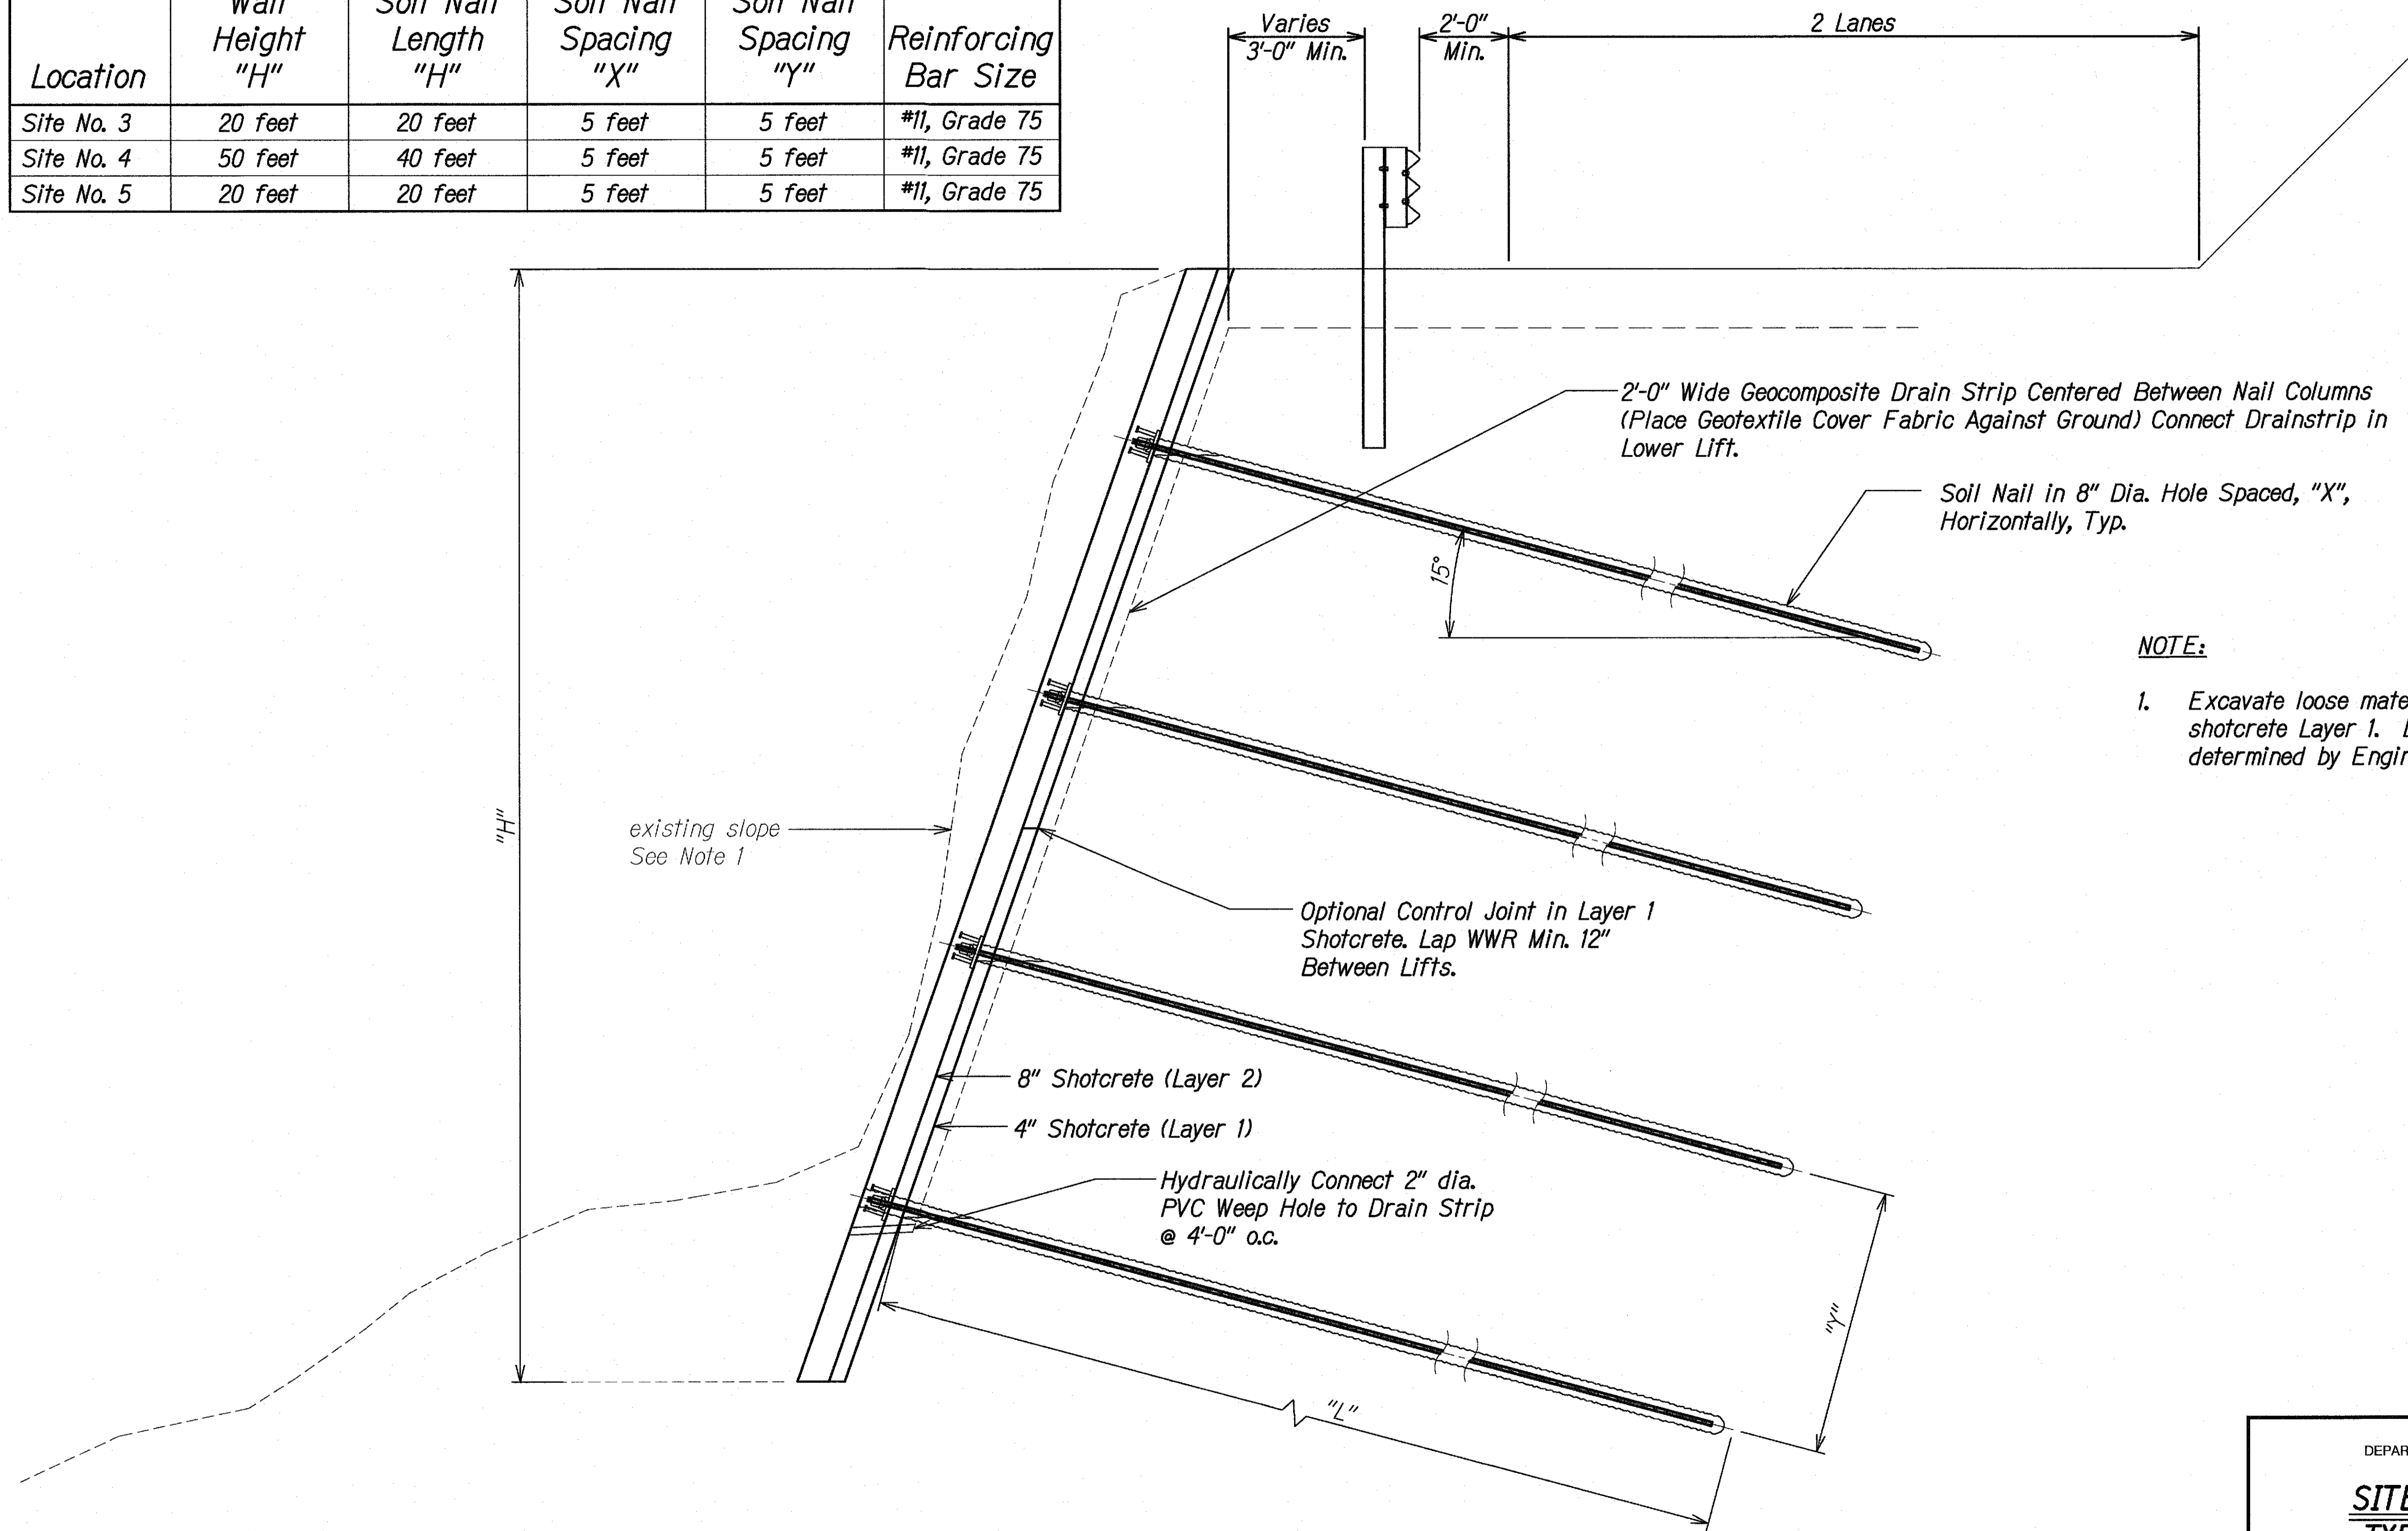 Wall Soil Nail Soil Nail Soil Nail
Height Length Spacing Spacing Reinforcing
Location "H" "H" "X" "Y" Bar Size
Site No. 3 20 feet 20 feet 5 feet 5 feet #11, Grade 75
Site No. 4 50 feet 40 feet 5 feet 5 feet #11, Grade 75
Site No. 5 20 feet 20 feet 5 feet 5 feet #11, Grade 75
Varies
3'-0" Min.
2'-0"
Min.
2 Lanes
2'-0" Wide Geocomposite Drain Strip Centered Between Nail Columns
(Place Geotextile Cover Fabric Against Ground) Connect Drainstrip in
Lower Lift.
Soil Nail in 8" Dia. Hole Spaced, "X",
Horizontally, Typ.
15°
NOTE:
1. Excavate loose
shotcrete Layer 1.
determined by
"H"
existing slope
See Note 1
Optional Control Joint in Layer 1
Shotcrete. Lap WWR Min. 12"
Between Lifts.
8" Shotcrete (Layer 2)
4" Shotcrete (Layer 1)
Hydraulically Connect 2" dia.
PVC Weep Hole to Drain Strip
@ 4'-0" o.c.
"Y"
"L"
DEPAR
SITE